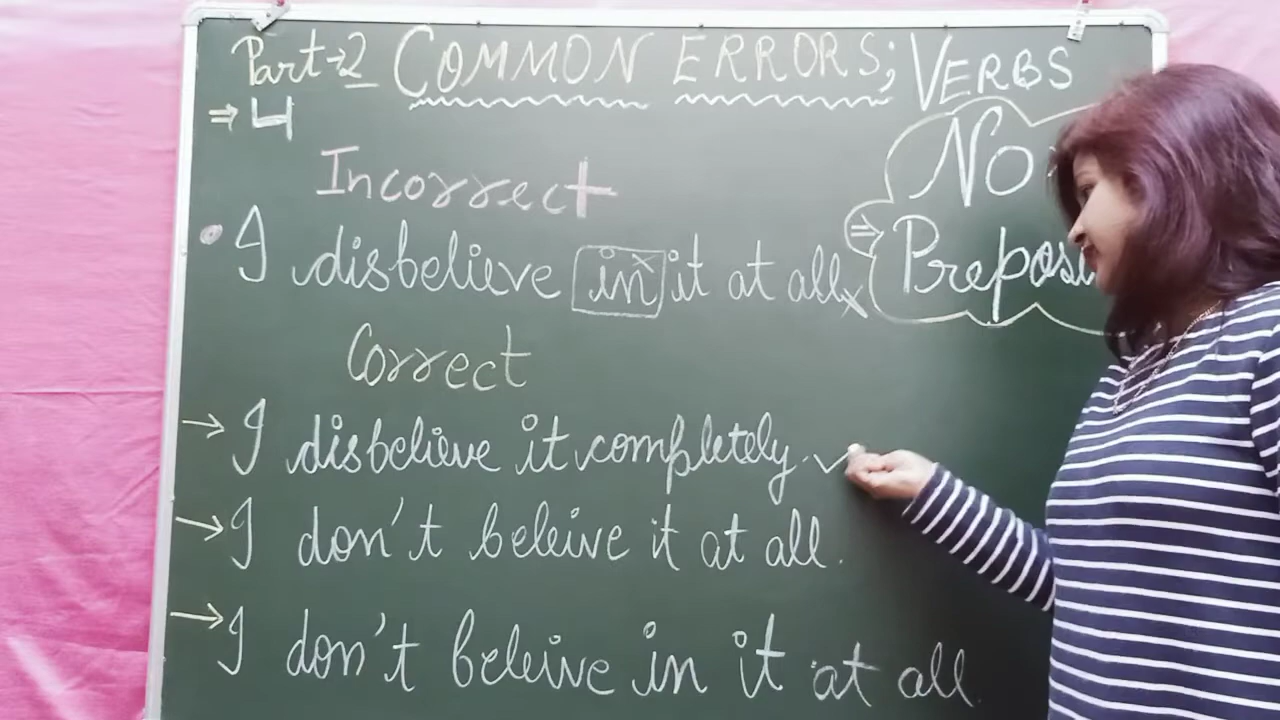 Part→2 COMMON ERRORS; VERBS
⇒4
No
Incorrect
⇒ Preposi
• I disbelieve in it at all x
Correct
→ I disbelieve it completely. ✓
→ I don't beleive it at all.
→ I don't beleive in it at all.